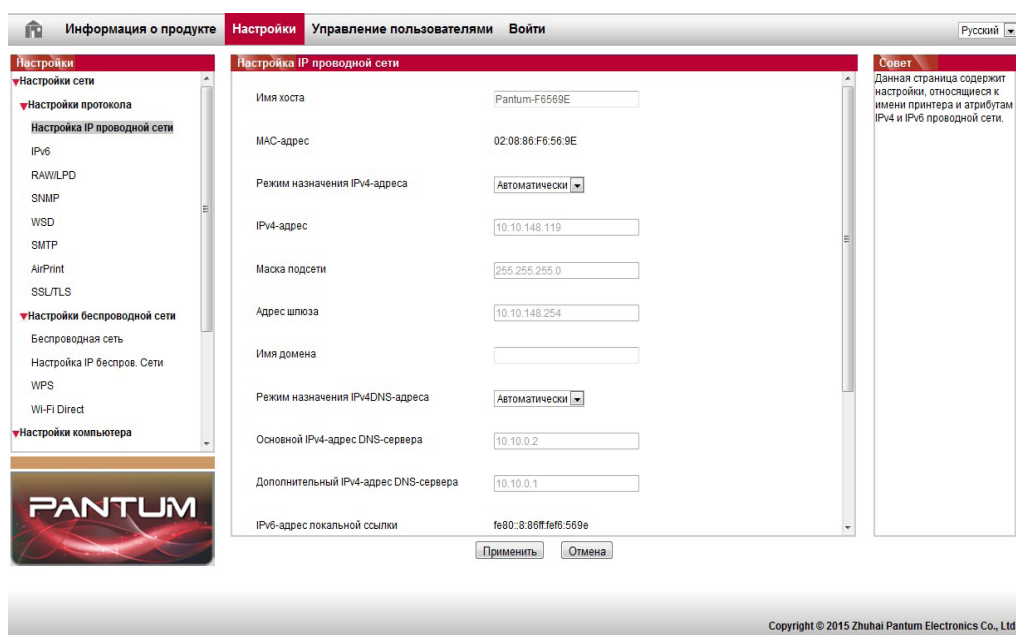 Информация о продукте Настройки Управление пользователями Войти Русский
Настройки
Настройки сети
Настройки протокола
Настройка IP проводной сети
IPv6
RAW/LPD
SNMP
WSD
SMTP
AirPrint
SSL/TLS
Настройки беспроводной сети
Беспроводная сеть
Настройка IP беспров. Сети
WPS
Wi-Fi Direct
Настройки компьютера
PANTUM
Настройка IP проводной сети
Имя хоста Pantum-F6569E
MAC-адрес 02:08:86:F6:56:9E
Режим назначения IPv4-адреса Автоматически
IPv4-адрес 10.10.148.119
Маска подсети 255.255.255.0
Адрес шлюза 10.10.148.254
Имя домена
Режим назначения IPv4DNS-адреса Автоматически
Основной IPv4-адрес DNS-сервера 10.10.0.2
Дополнительный IPv4-адрес DNS-сервера 10.10.0.1
IPv6-адрес локальной ссылки fe80::8:86ff:fef6:569e
Применить Отмена
Совет
Данная страница содержит
настройки, относящиеся к
имени принтера и атрибутам
IPv4 и IPv6 проводной сети.
Copyright © 2015 Zhuhai Pantum Electronics Co., Ltd